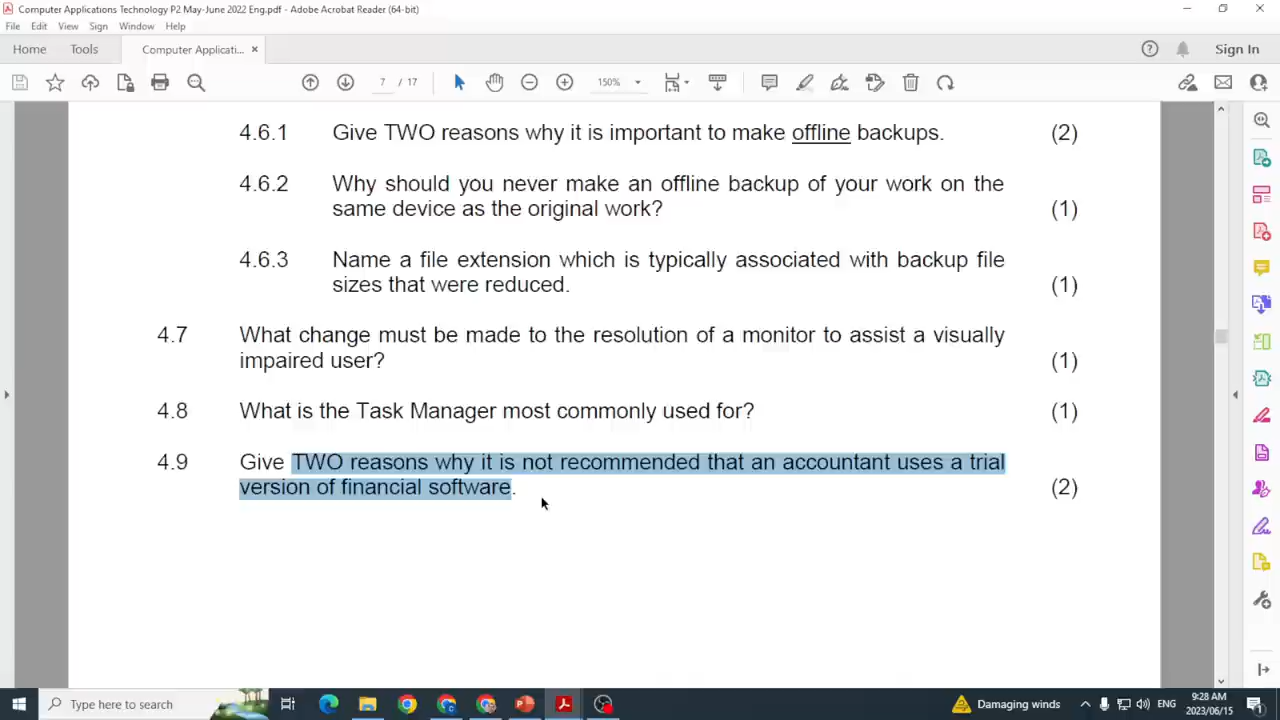 Computer Applications Technology P2 May-June 2022 Eng.pdf - Adobe Acrobat Reader (64-bit)
File Edit View Sign Window Help
Home Tools Computer Applicati... × Sign In
7 / 17 150%
4.6.1 Give TWO reasons why it is important to make offline backups. (2)
4.6.2 Why should you never make an offline backup of your work on the
same device as the original work? (1)
4.6.3 Name a file extension which is typically associated with backup file
sizes that were reduced. (1)
4.7 What change must be made to the resolution of a monitor to assist a visually
impaired user? (1)
4.8 What is the Task Manager most commonly used for? (1)
4.9 Give TWO reasons why it is not recommended that an accountant uses a trial
version of financial software. (2)
Type here to search Damaging winds ENG 9:28 AM
2023/06/15 1